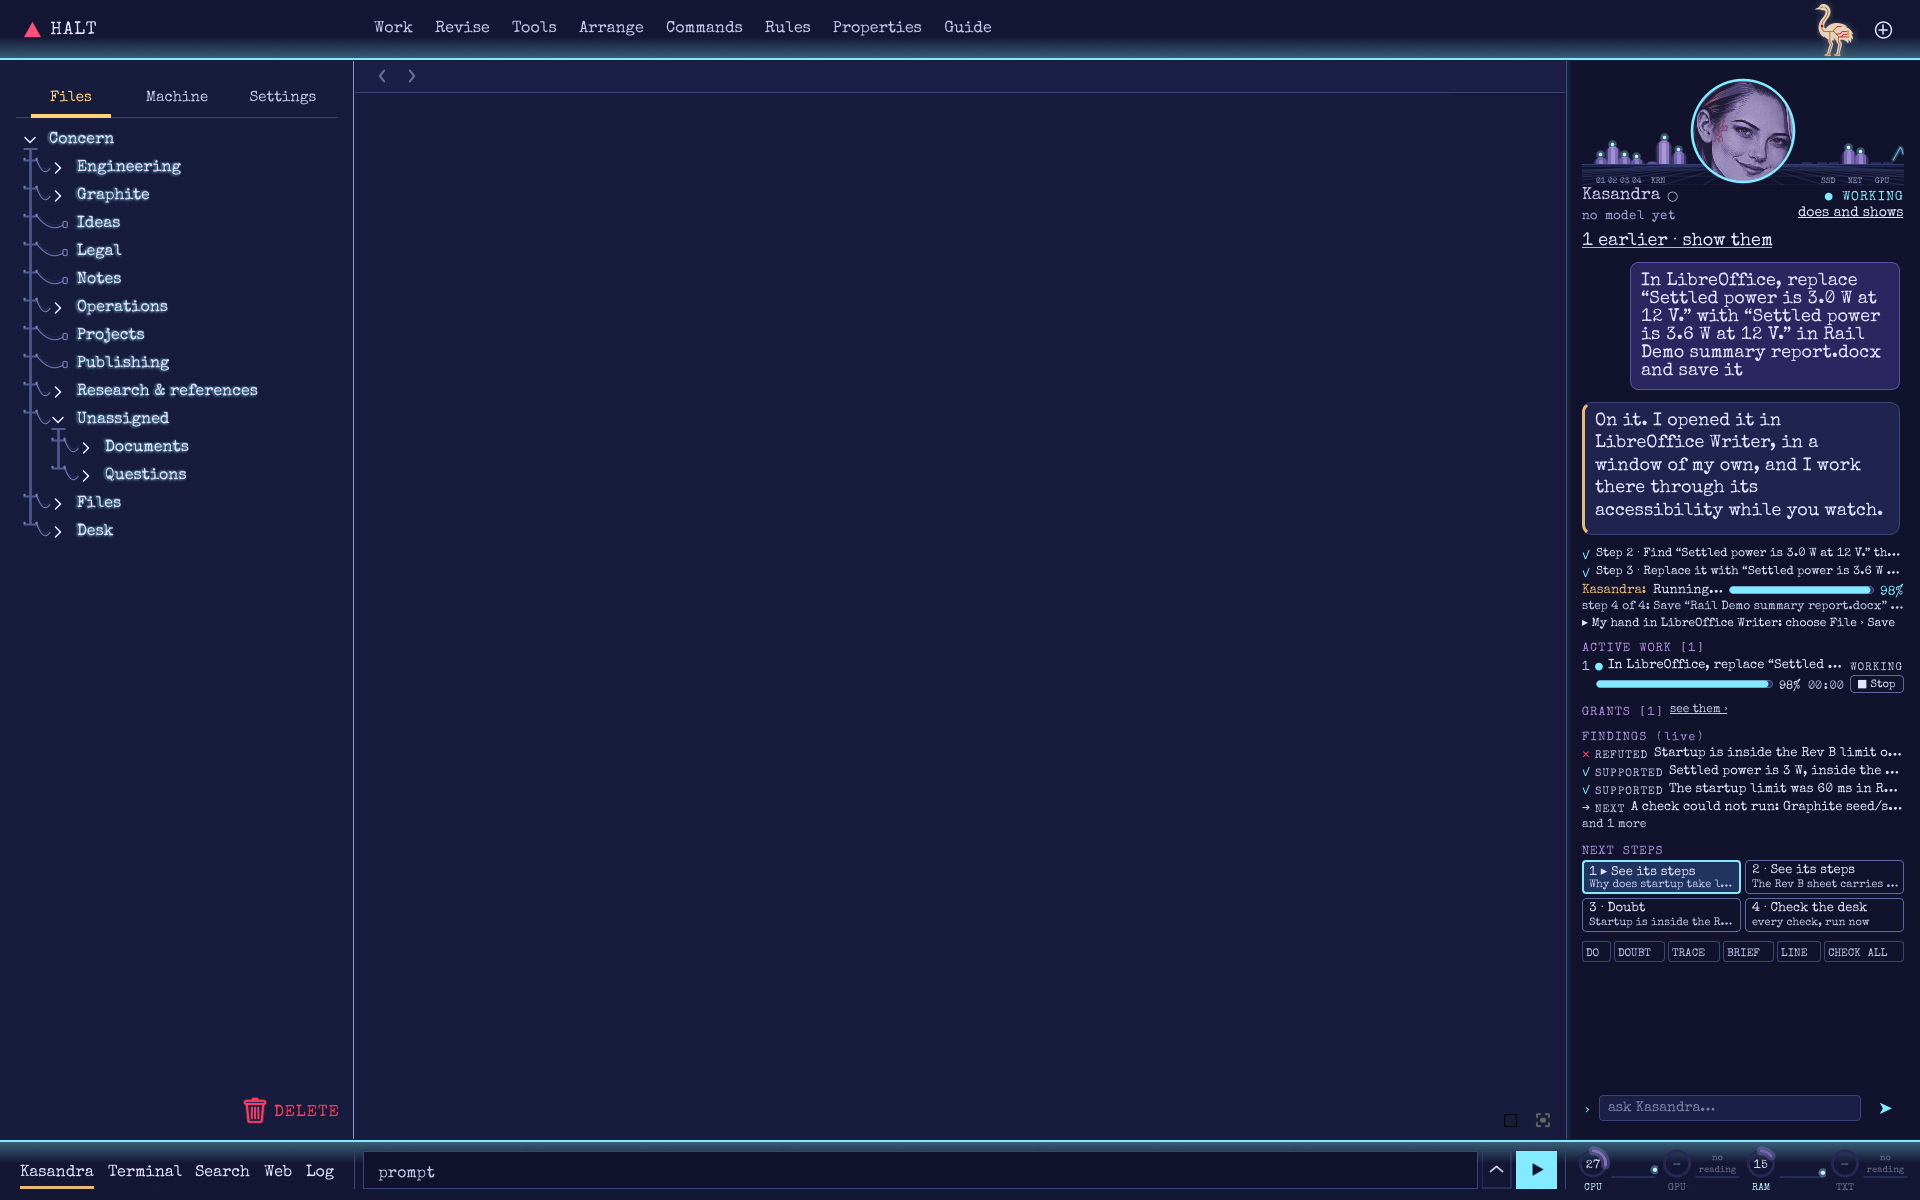 HALT
Work Revise Tools Arrange Commands Rules Properties Guide
Files Machine Settings
Concern
Engineering
Graphite
Ideas
Legal
Notes
Operations
Projects
Publishing
Research & references
Unassigned
Documents
Questions
Files
Desk
DELETE
01 02 03 04 KRN SSD NET GPU
Kasandra WORKING
no model yet does and shows
1 earlier · show them
In LibreOffice, replace
“Settled power is 3.0 W at
12 V.” with “Settled power
is 3.6 W at 12 V.” in Rail
Demo summary report.docx
and save it
On it. I opened it in
LibreOffice Writer, in a
window of my own, and I work
there through its
accessibility while you watch.
✓ Step 2 · Find “Settled power is 3.0 W at 12 V.” th...
✓ Step 3 · Replace it with “Settled power is 3.6 W ...
Kasandra: Running... 98%
step 4 of 4: Save “Rail Demo summary report.docx” ...
▸ My hand in LibreOffice Writer: choose File › Save
ACTIVE WORK [1]
1 ● In LibreOffice, replace “Settled ... WORKING
98% 00:00 Stop
GRANTS [1] see them ›
FINDINGS (live)
× REFUTED Startup is inside the Rev B limit o...
✓ SUPPORTED Settled power is 3 W, inside the ...
✓ SUPPORTED The startup limit was 60 ms in R...
→ NEXT A check could not run: Graphite seed/s...
and 1 more
NEXT STEPS
1 ▸ See its steps
Why does startup take l...
2 · See its steps
The Rev B sheet carries ...
3 · Doubt
Startup is inside the R...
4 · Check the desk
every check, run now
DO DOUBT TRACE BRIEF LINE CHECK ALL
› ask Kasandra...
Kasandra Terminal Search Web Log
prompt
27 CPU
— GPU no reading
15 RAM
— TXT no reading